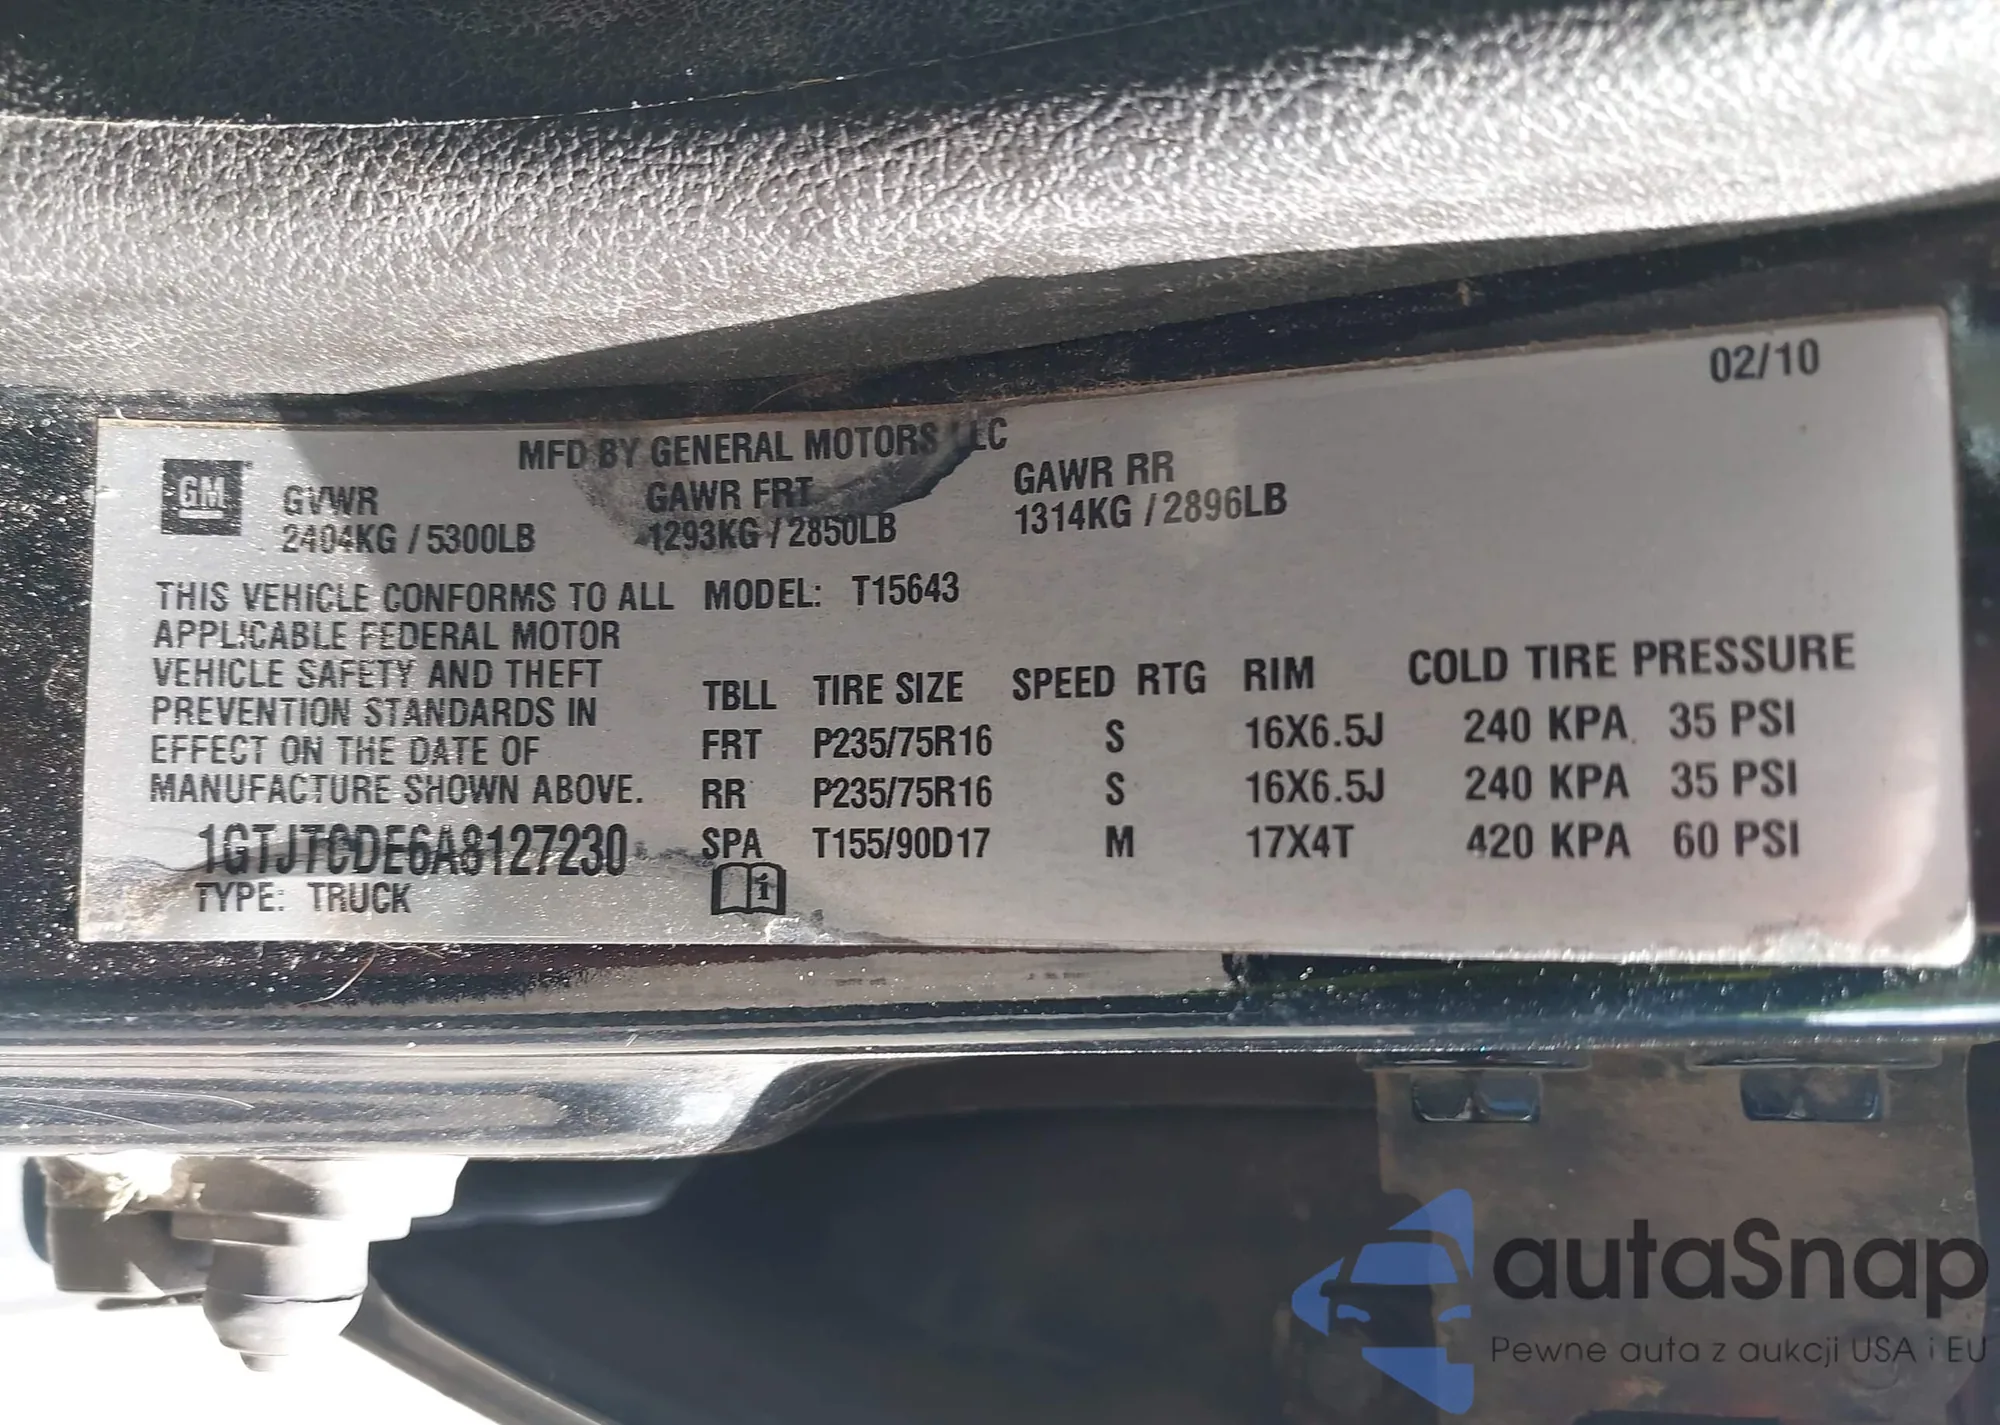 02/10
MFD BY GENERAL MOTORS LLC
GM
GVWR GAWR FRT GAWR RR
2404KG / 5300LB 1293KG / 2850LB 1314KG / 2896LB
THIS VEHICLE CONFORMS TO ALL
APPLICABLE FEDERAL MOTOR
VEHICLE SAFETY AND THEFT
PREVENTION STANDARDS IN
EFFECT ON THE DATE OF
MANUFACTURE SHOWN ABOVE.
1GTJTCDE6A8127230
TYPE: TRUCK
MODEL: T15643
TBLL TIRE SIZE SPEED RTG RIM COLD TIRE PRESSURE
FRT P235/75R16 S 16X6.5J 240 KPA 35 PSI
RR P235/75R16 S 16X6.5J 240 KPA 35 PSI
SPA T155/90D17 M 17X4T 420 KPA 60 PSI
i
autaSnap
Pewne auta z aukcji USA i EU